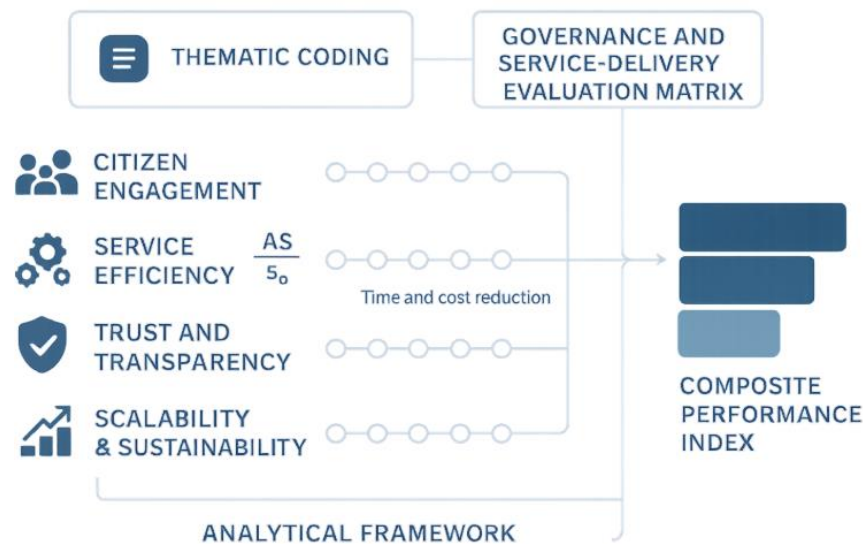 THEMATIC CODING
GOVERNANCE AND
SERVICE-DELIVERY
EVALUATION MATRIX
CITIZEN
ENGAGEMENT
SERVICE
EFFICIENCY
AS
5₀
Time and cost reduction
TRUST AND
TRANSPARENCY
SCALABILITY
& SUSTAINABILITY
COMPOSITE
PERFORMANCE
INDEX
ANALYTICAL FRAMEWORK